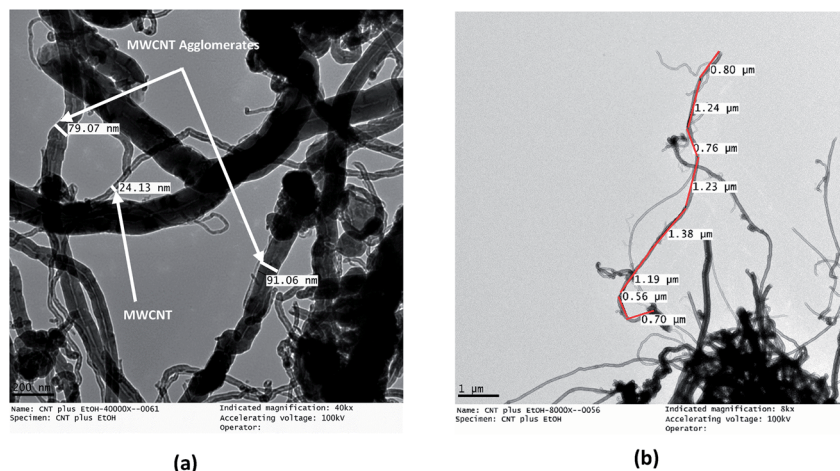 MWCNT Agglomerates
79.07 nm
24.13 nm
91.06 nm
MWCNT
200 nm
Name: CNT plus EtOH-40000X--0061
Specimen: CNT plus EtOH
Indicated magnification: 40kx
Accelerating voltage: 100kV
Operator:
(a)
0.80 µm
1.24 µm
0.76 µm
1.23 µm
1.38 µm
1.19 µm
0.56 µm
0.70 µm
1 µm
Name: CNT plus EtOH-8000X--0056
Specimen: CNT plus EtOH
Indicated magnification: 8kx
Accelerating voltage: 100kV
Operator:
(b)